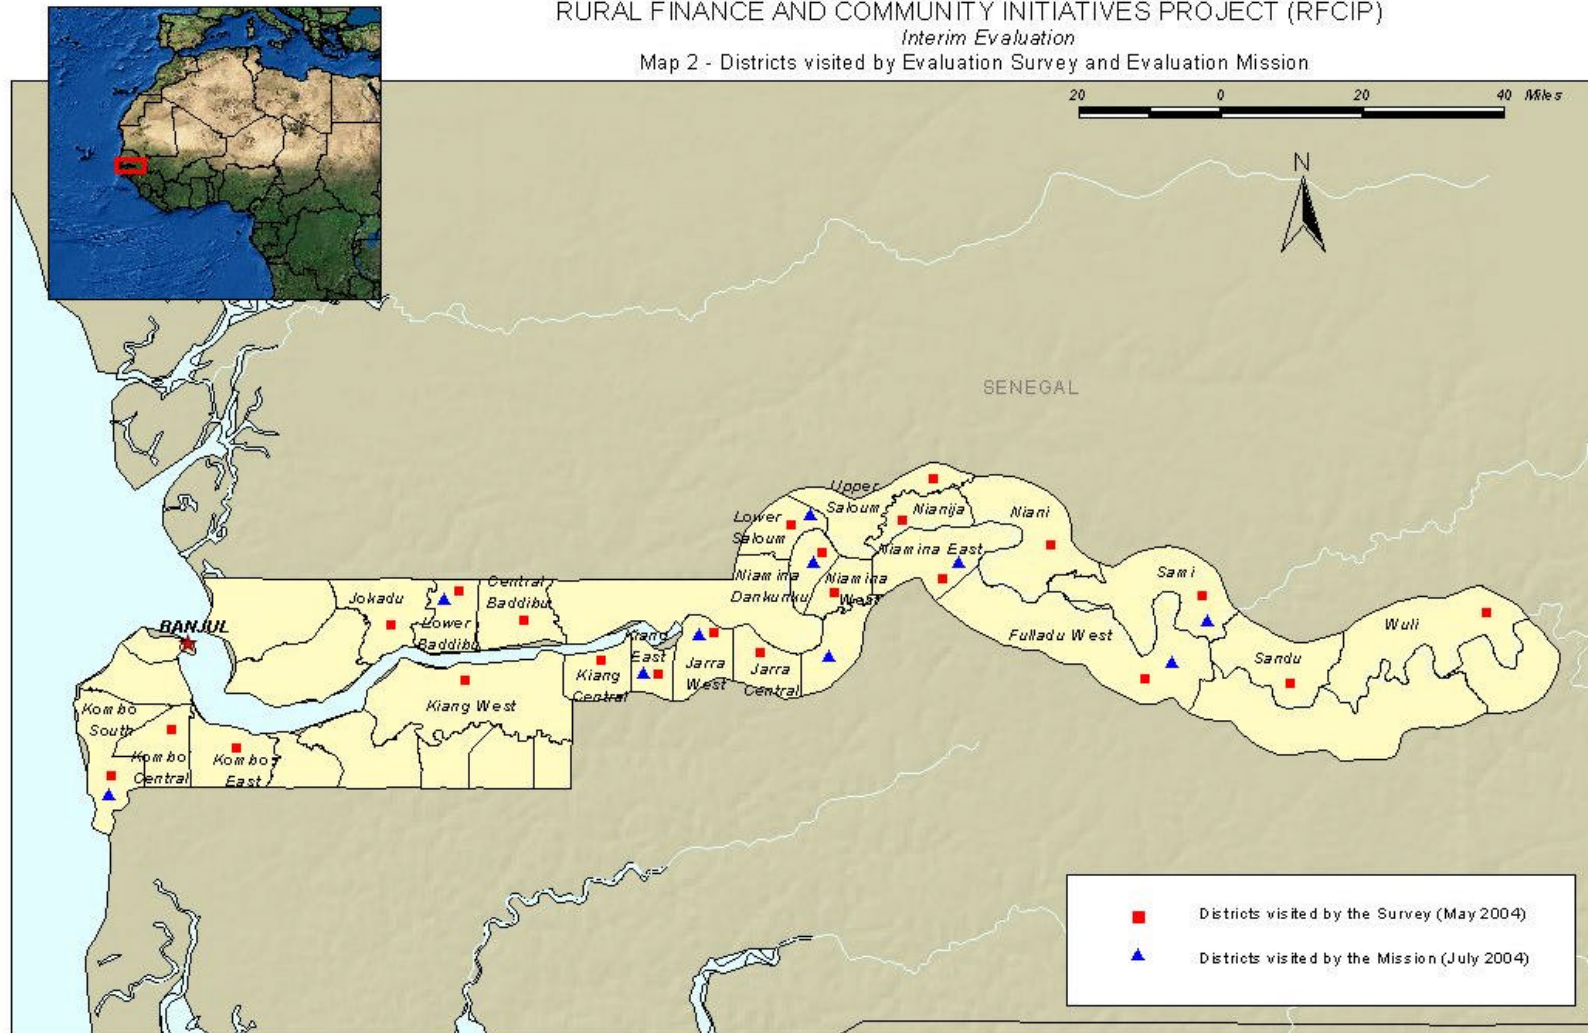 RURAL FINANCE AND COMMUNITY INITIATIVES PROJECT (RFCIP)
Interim Evaluation
Map 2 - Districts visited by Evaluation Survey and Evaluation Mission
20 0 20 40 Miles
N
SENEGAL
Upper
Saloum
Lower
Saloum
Nianija
Niani
Niamina East
Niamina
Dankunku
Niamina
West
Sami
Central
Baddibu
Jokadu
Lower
Baddibu
BANJUL
Kiang
East
Fulladu West
Wuli
Sandu
Jarra
West
Jarra
Central
Kiang
Central
Kiang West
Kombo
South
Kombo
Central
Kombo
East
Districts visited by the Survey (May 2004)
Districts visited by the Mission (July 2004)